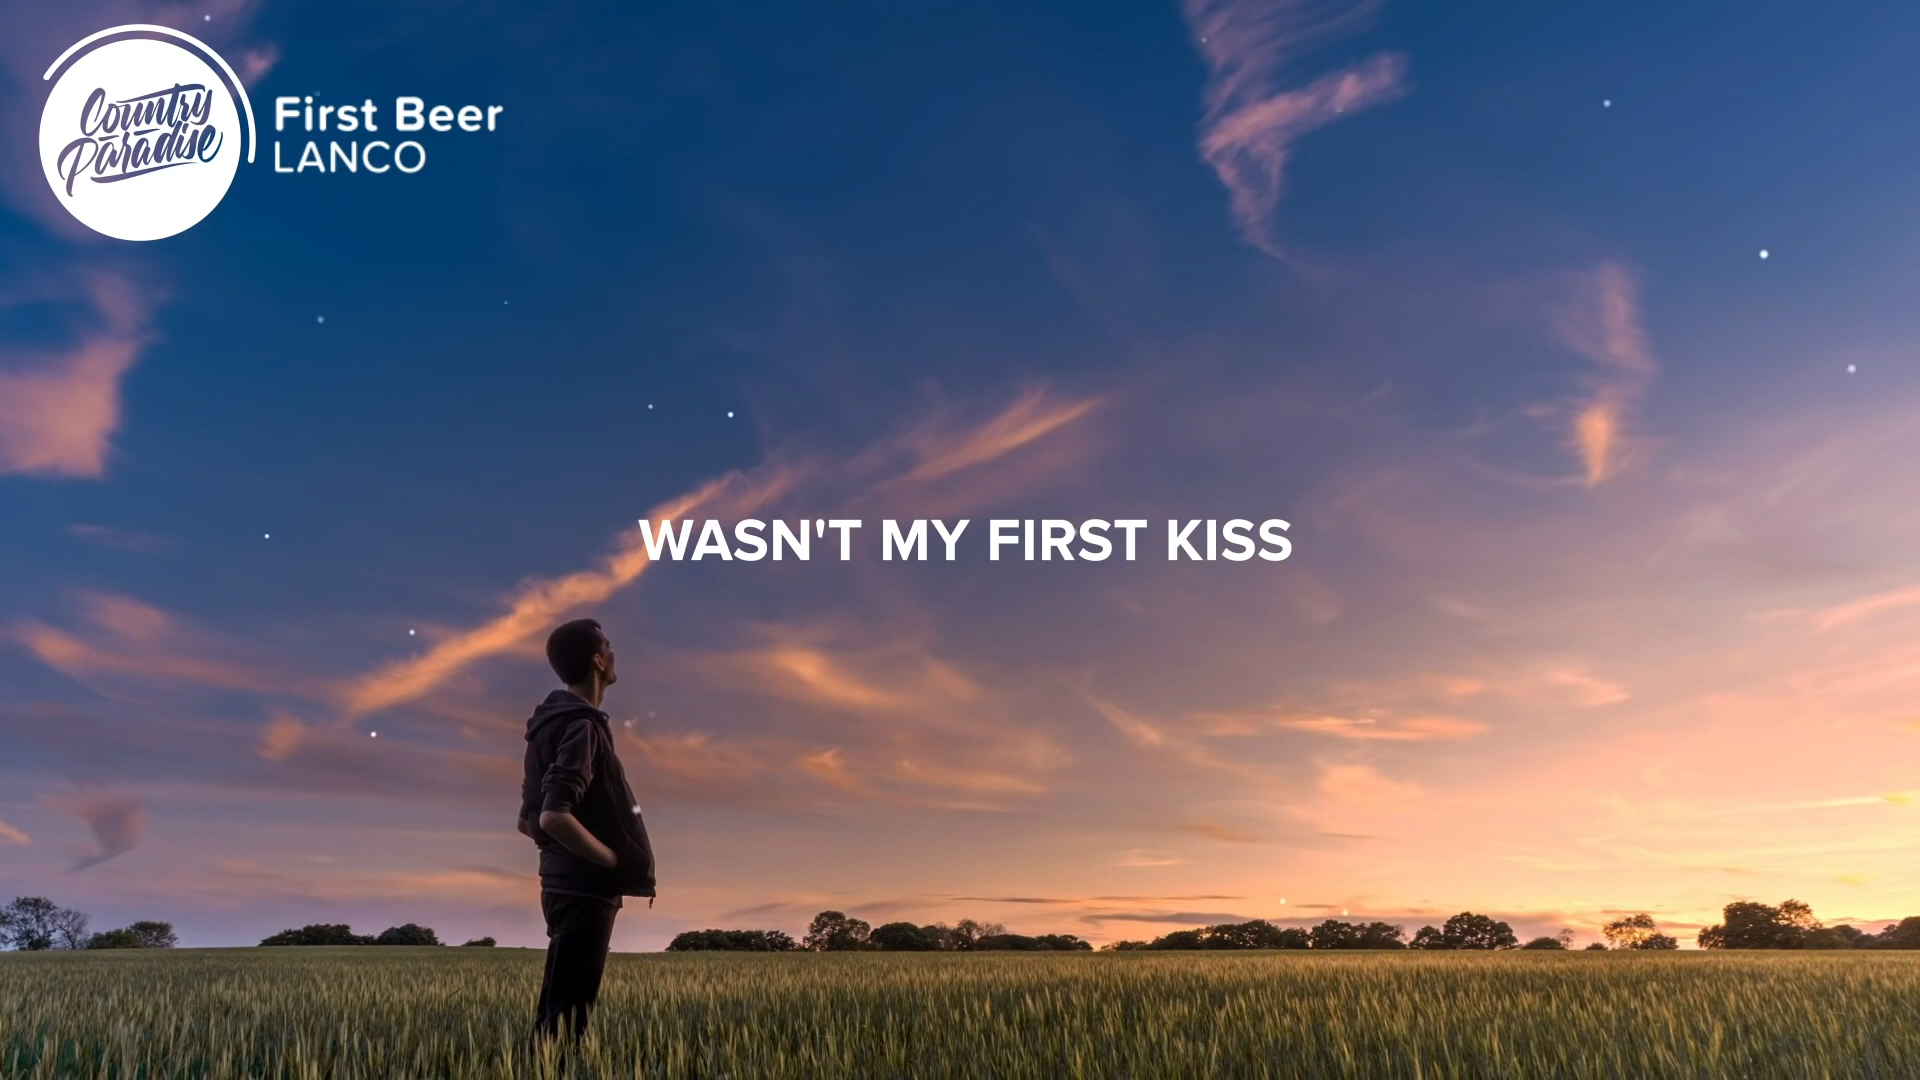 Country
Paradise
First Beer
LANCO
WASN'T MY FIRST KISS